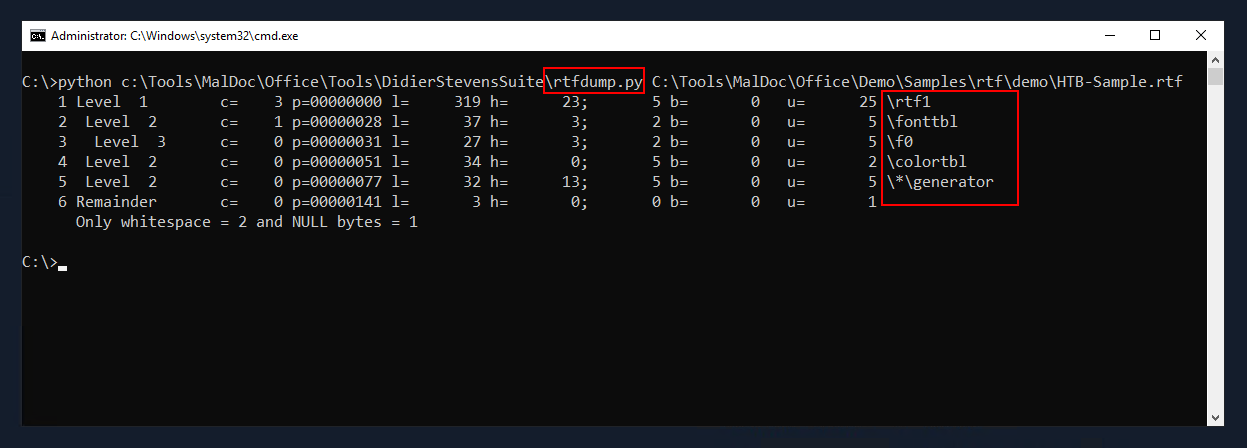 Administrator: C:\Windows\system32\cmd.exe
C:\>python c:\Tools\MalDoc\Office\Tools\DidierStevensSuite\rtfdump.py C:\Tools\MalDoc\Office\Demo\Samples\rtf\demo\HTB-Sample.rtf
    1 Level  1        c=    3 p=00000000 l=     319 h=      23;       5 b=       0   u=      25 \rtf1
    2  Level  2       c=    1 p=00000028 l=      37 h=       3;       2 b=       0   u=       5 \fonttbl
    3   Level  3      c=    0 p=00000031 l=      27 h=       3;       2 b=       0   u=       5 \f0
    4  Level  2       c=    0 p=00000051 l=      34 h=       0;       5 b=       0   u=       2 \colortbl
    5  Level  2       c=    0 p=00000077 l=      32 h=      13;       5 b=       0   u=       5 \*\generator
    6 Remainder       c=    0 p=00000141 l=       3 h=       0;       0 b=       0   u=       1
      Only whitespace = 2 and NULL bytes = 1
C:\>